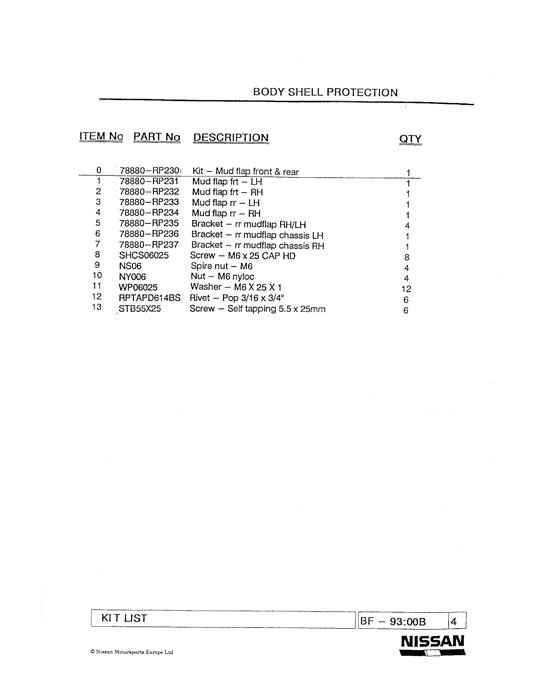 BODY SHELL PROTECTION
ITEM No PART No DESCRIPTION QTY
0 78880-RP230 Kit - Mud flap front & rear 1
1 78880-RP231 Mud flap frt - LH 1
2 78880-RP232 Mud flap frt - RH 1
3 78880-RP233 Mud flap rr - LH 1
4 78880-RP234 Mud flap rr - RH 1
5 78880-RP235 Bracket - rr mudflap RH/LH 4
6 78880-RP236 Bracket - rr mudflap chassis LH 1
7 78880-RP237 Bracket - rr mudflap chassis RH 1
8 SHCS06025 Screw - M6 x 25 CAP HD 8
9 NS06 Spire nut - M6 4
10 NY006 Nut - M6 nyloc 4
11 WP06025 Washer - M6 X 25 X 1 12
12 RPTAPD614BS Rivet - Pop 3/16 x 3/4" 6
13 STB55X25 Screw - Self tapping 5.5 x 25mm 6
KIT LIST BF - 93:00B 4
NISSAN
© Nissan Motorsports Europe Ltd